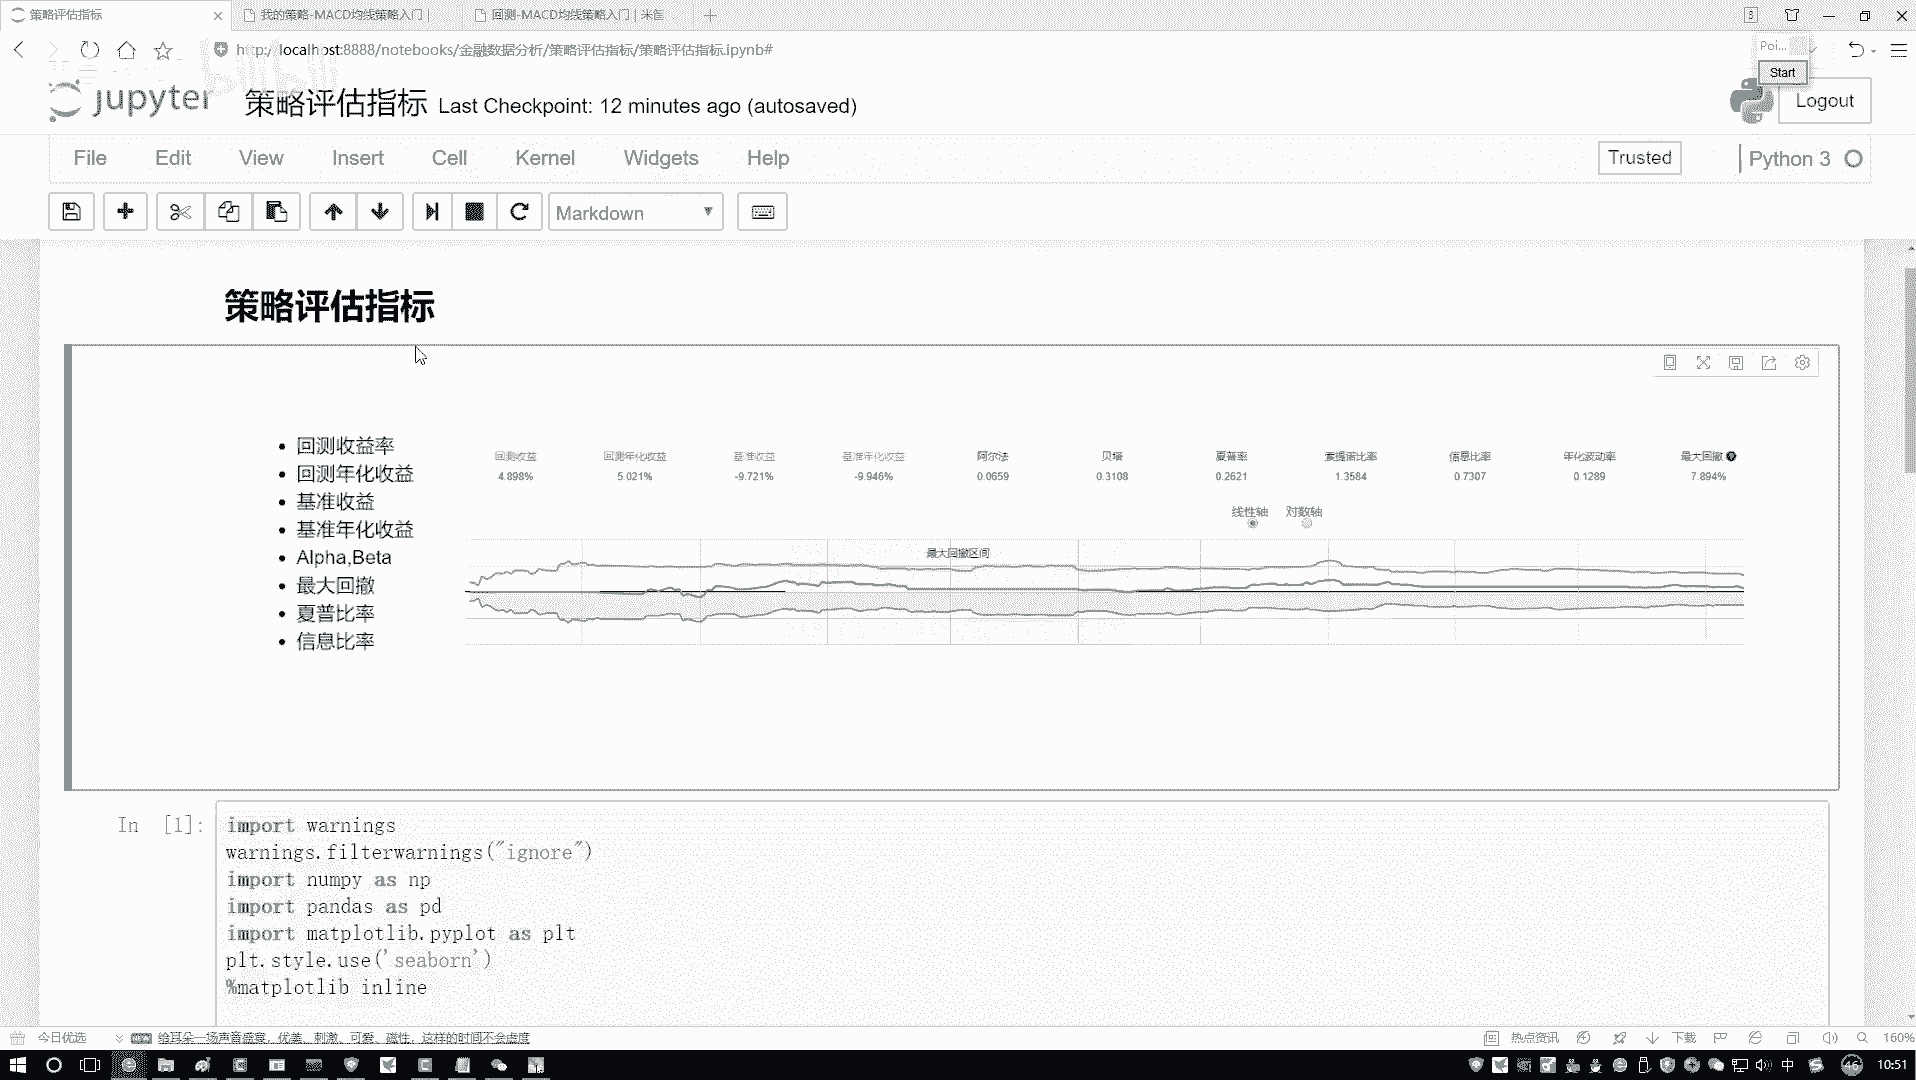 策略评估指标
我的策略-MACD均线策略入门 |
回测-MACD均线策略入门 | 米筐
http://localhost:8888/notebooks/金融数据分析/策略评估指标/策略评估指标.ipynb#
Poi...
Start
jupyter 策略评估指标 Last Checkpoint: 12 minutes ago (autosaved)
Logout
File Edit View Insert Cell Kernel Widgets Help
Trusted
Python 3
Markdown
策略评估指标
回测收益率
回测年化收益
基准收益
基准年化收益
Alpha,Beta
最大回撤
夏普比率
信息比率
回测收益 回测年化收益 基准收益 基准年化收益 阿尔法 贝塔 夏普率 索提诺比率 信息比率 年化波动率 最大回撤
4.898% 5.021% -9.721% -9.946% 0.0659 0.3108 0.2621 1.3584 0.7307 0.1289 7.894%
线性轴 对数轴
最大回撤区间
In [1]:
import warnings
warnings.filterwarnings("ignore")
import numpy as np
import pandas as pd
import matplotlib.pyplot as plt
plt.style.use('seaborn')
%matplotlib inline
今日优选
NEW 给耳朵一场声音盛宴，优美、刺激、可爱、磁性，这样的时间不会虚度
热点资讯
下载
160%
中
46
10:51